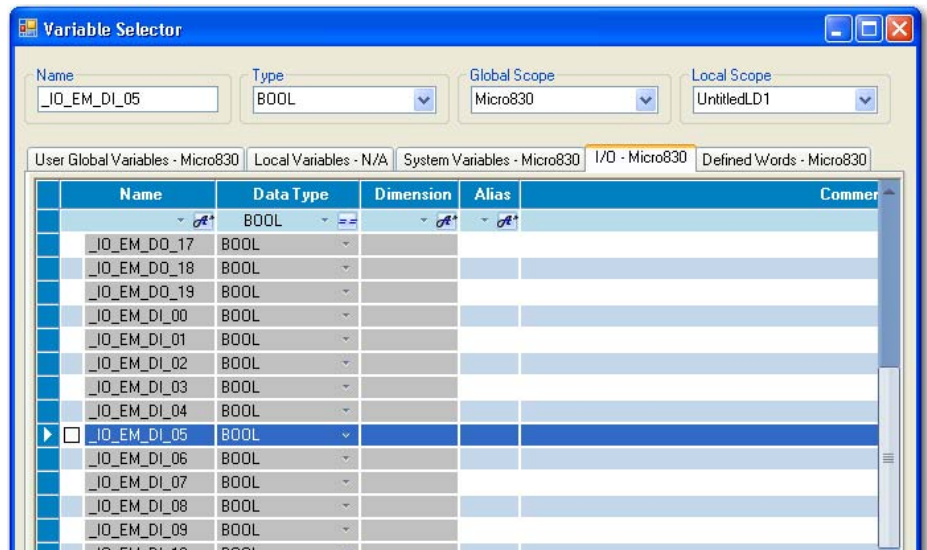 Variable Selector
Name Type Global Scope Local Scope
_IO_EM_DI_05 BOOL Micro830 UntitledLD1
User Global Variables - Micro830 Local Variables - N/A System Variables - Micro830 I/O - Micro830 Defined Words - Micro830
Name Data Type Dimension Alias Commer
BOOL ==
_IO_EM_DO_17 BOOL
_IO_EM_DO_18 BOOL
_IO_EM_DO_19 BOOL
_IO_EM_DI_00 BOOL
_IO_EM_DI_01 BOOL
_IO_EM_DI_02 BOOL
_IO_EM_DI_03 BOOL
_IO_EM_DI_04 BOOL
_IO_EM_DI_05 BOOL
_IO_EM_DI_06 BOOL
_IO_EM_DI_07 BOOL
_IO_EM_DI_08 BOOL
_IO_EM_DI_09 BOOL